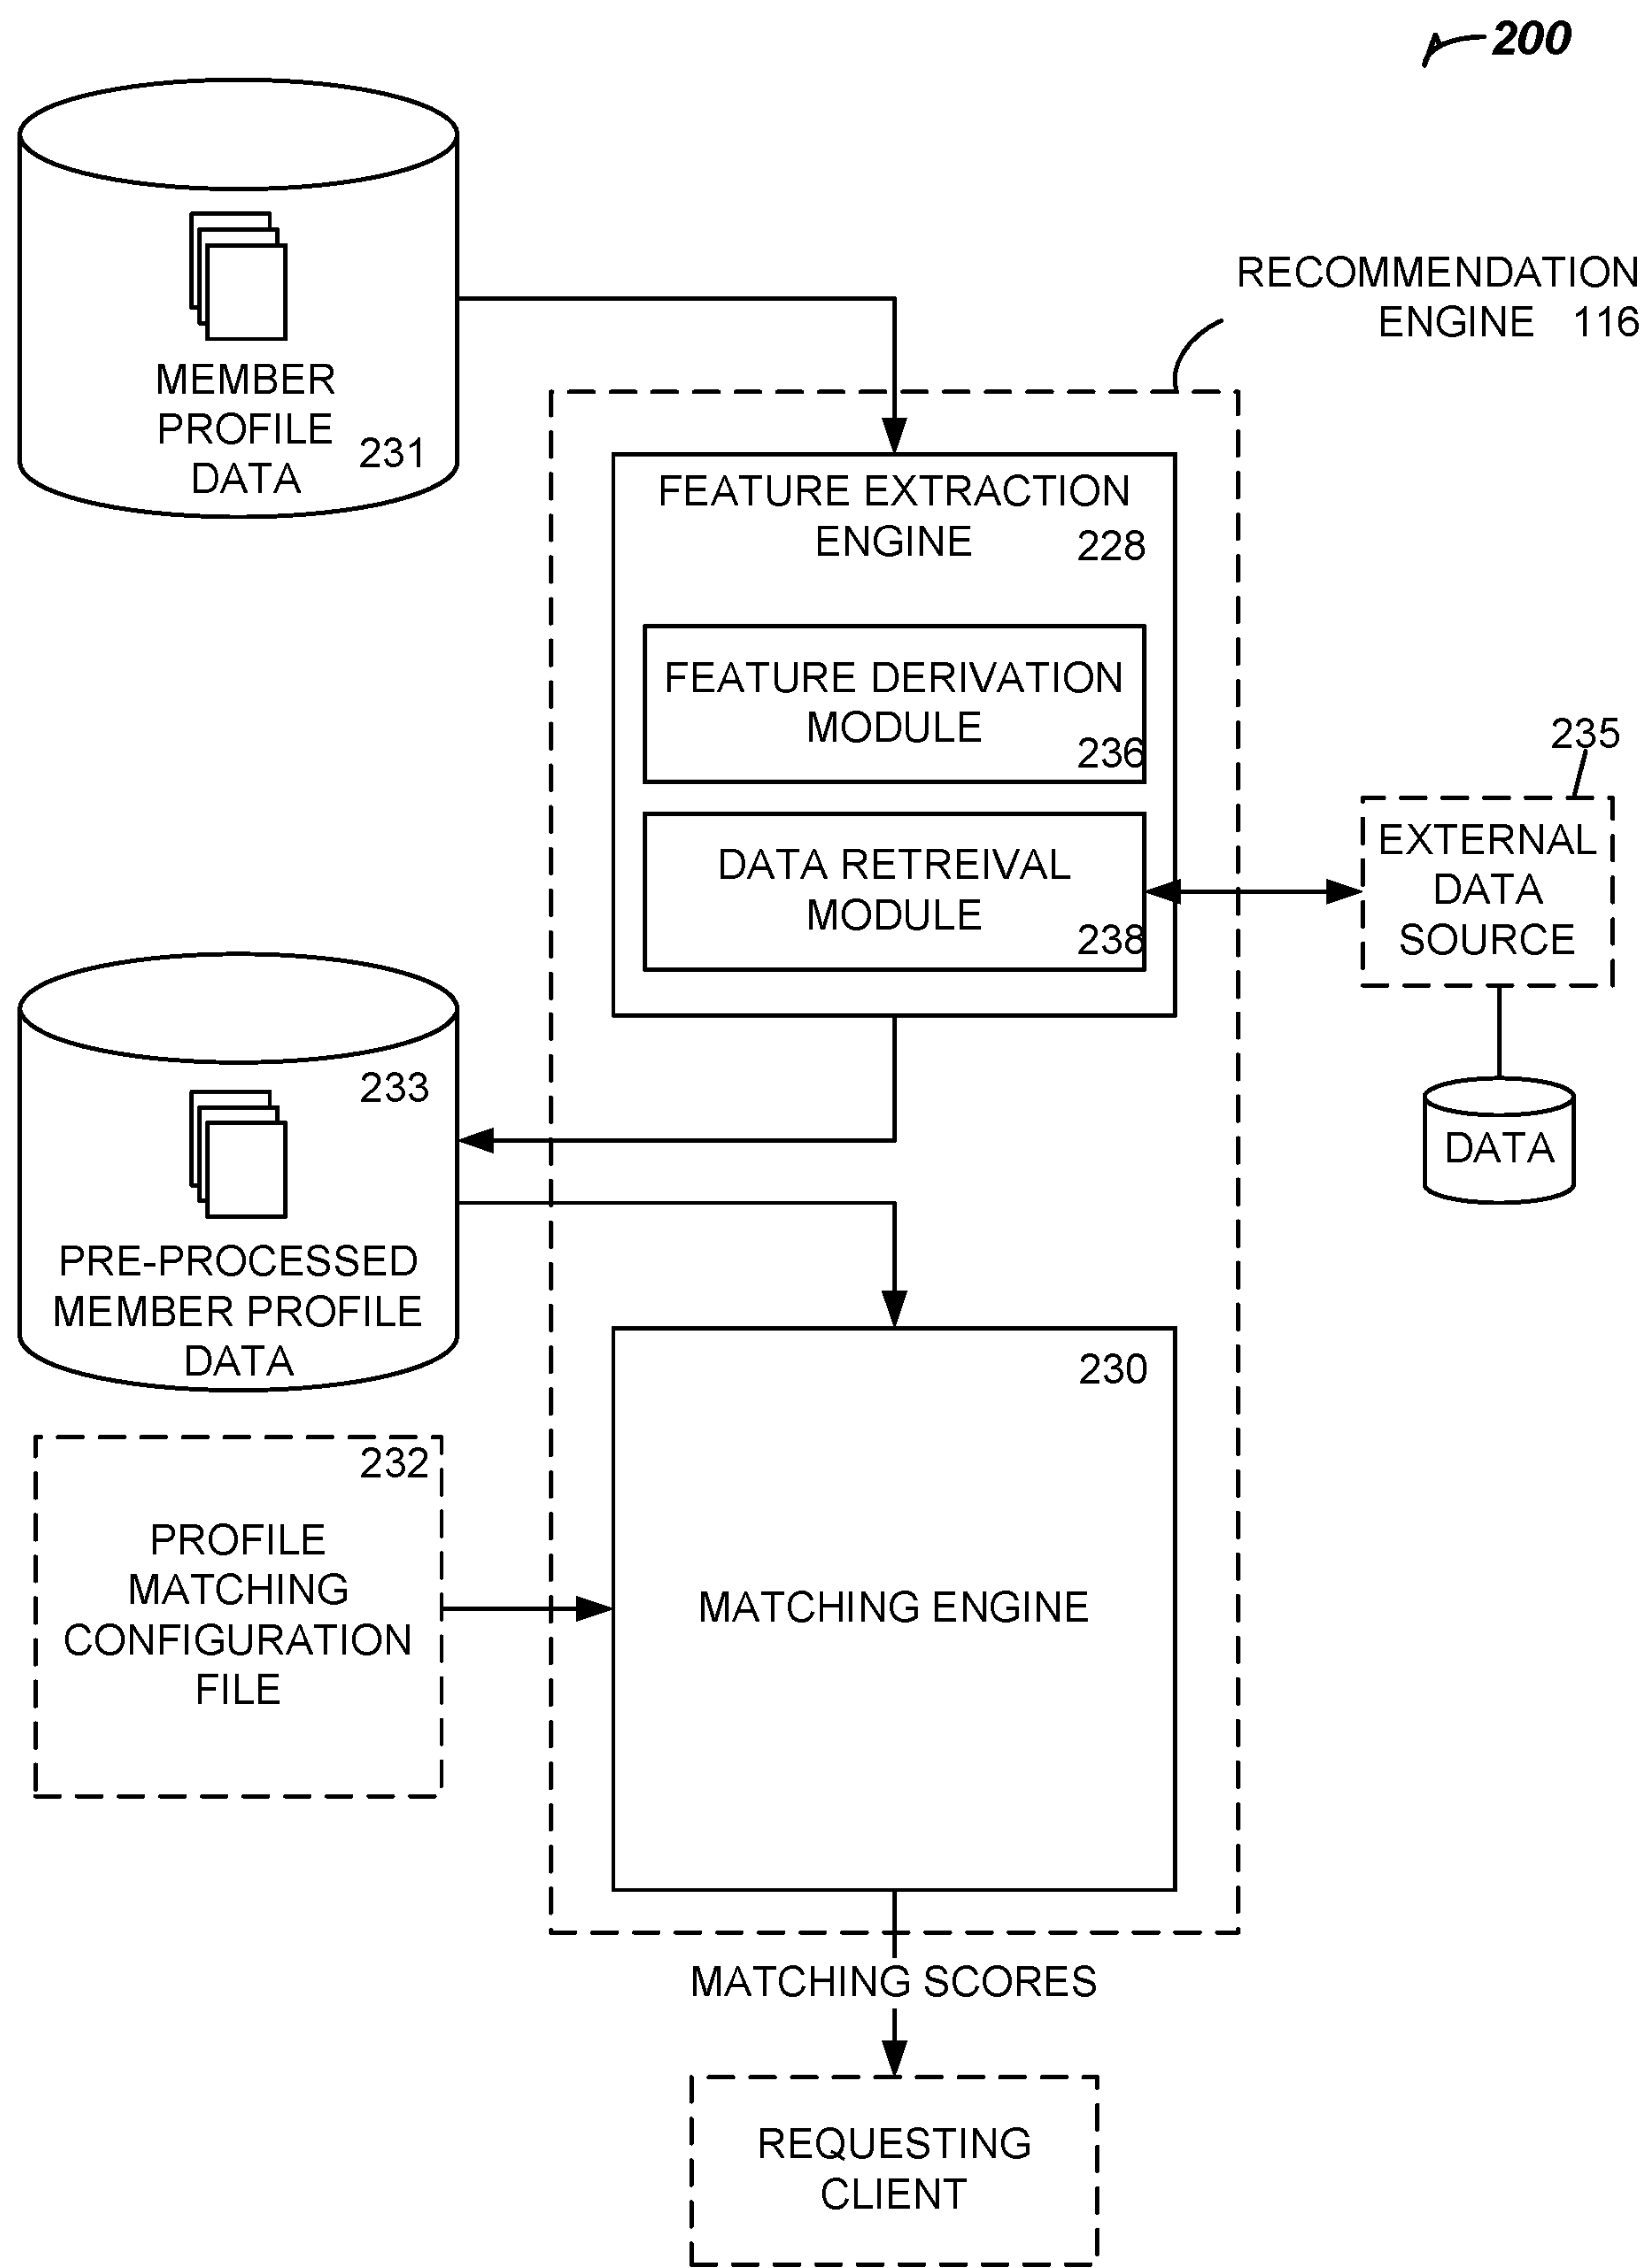 200
RECOMMENDATION
ENGINE 116
MEMBER
PROFILE
DATA
231
FEATURE EXTRACTION
ENGINE
228
FEATURE DERIVATION
MODULE
236
DATA RETREIVAL
MODULE
238
235
EXTERNAL
DATA
SOURCE
DATA
233
PRE-PROCESSED
MEMBER PROFILE
DATA
230
MATCHING ENGINE
232
PROFILE
MATCHING
CONFIGURATION
FILE
MATCHING SCORES
REQUESTING
CLIENT